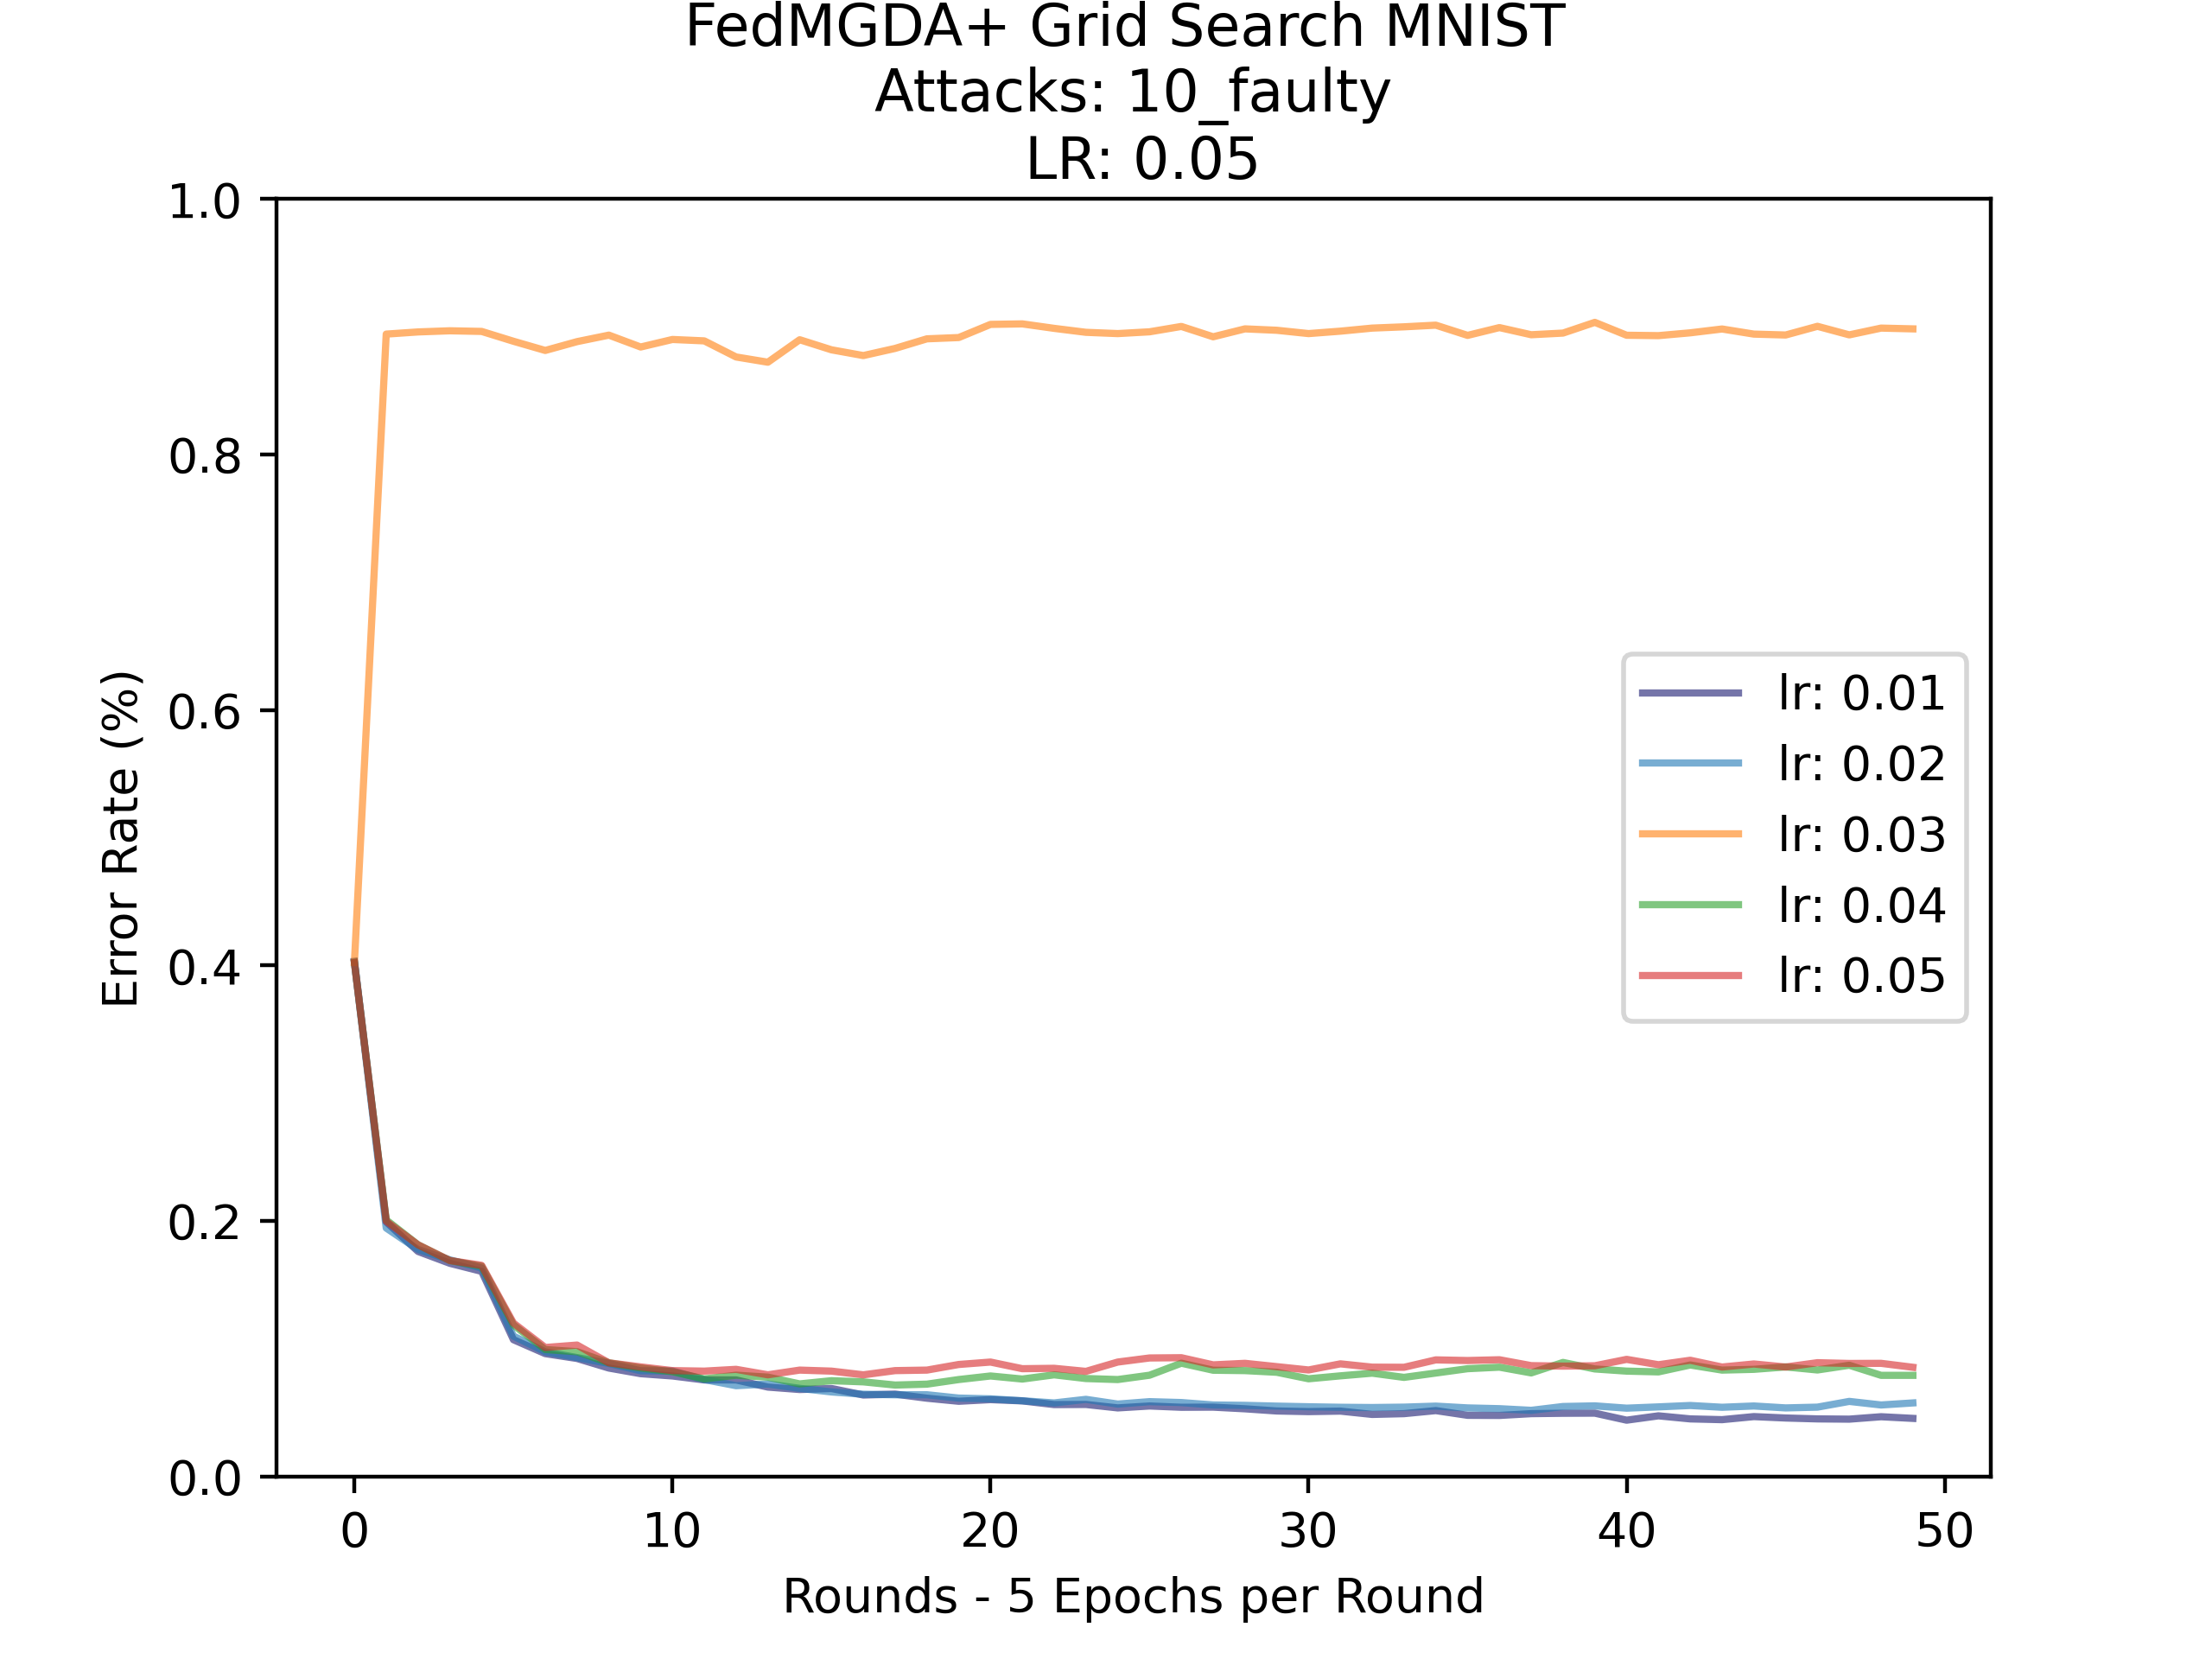 FedMGDA+ Grid Search MNIST
Attacks: 10_faulty
LR: 0.05
1.0
0.8
0.6
0.4
0.2
0.0
Error Rate (%)
lr: 0.01
lr: 0.02
lr: 0.03
lr: 0.04
lr: 0.05
0 10 20 30 40 50
Rounds - 5 Epochs per Round